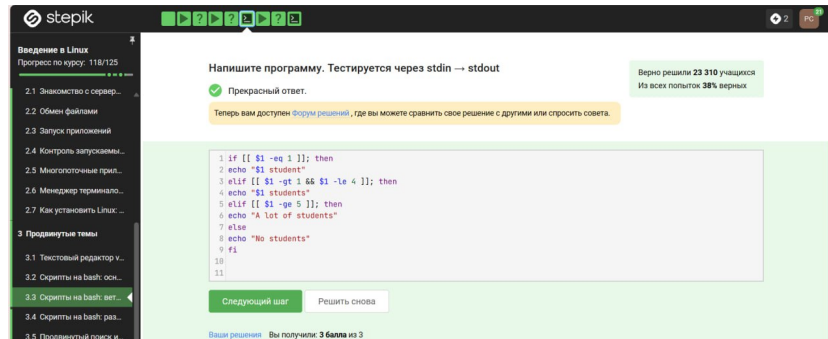 stepik
2
PC
21
Введение в Linux
Прогресс по курсу: 118/125
2.1 Знакомство с сервер...
2.2 Обмен файлами
2.3 Запуск приложений
2.4 Контроль запускаемы...
2.5 Многопоточные прил...
2.6 Менеджер терминало...
2.7 Как установить Linux: ...
3 Продвинутые темы
3.1 Текстовый редактор v...
3.2 Скрипты на bash: осн...
3.3 Скрипты на bash: вет...
3.4 Скрипты на bash: раз...
3.5 Продвинутый поиск и...
Напишите программу. Тестируется через stdin → stdout
Прекрасный ответ.
Верно решили 23 310 учащихся
Из всех попыток 38% верных
Теперь вам доступен Форум решений, где вы можете сравнить свое решение с другими или спросить совета.
1 if [[ $1 -eq 1 ]]; then
2 echo "$1 student"
3 elif [[ $1 -gt 1 && $1 -le 4 ]]; then
4 echo "$1 students"
5 elif [[ $1 -ge 5 ]]; then
6 echo "A lot of students"
7 else
8 echo "No students"
9 fi
10
11
Следующий шаг
Решить снова
Ваши решения Вы получили: 3 балла из 3